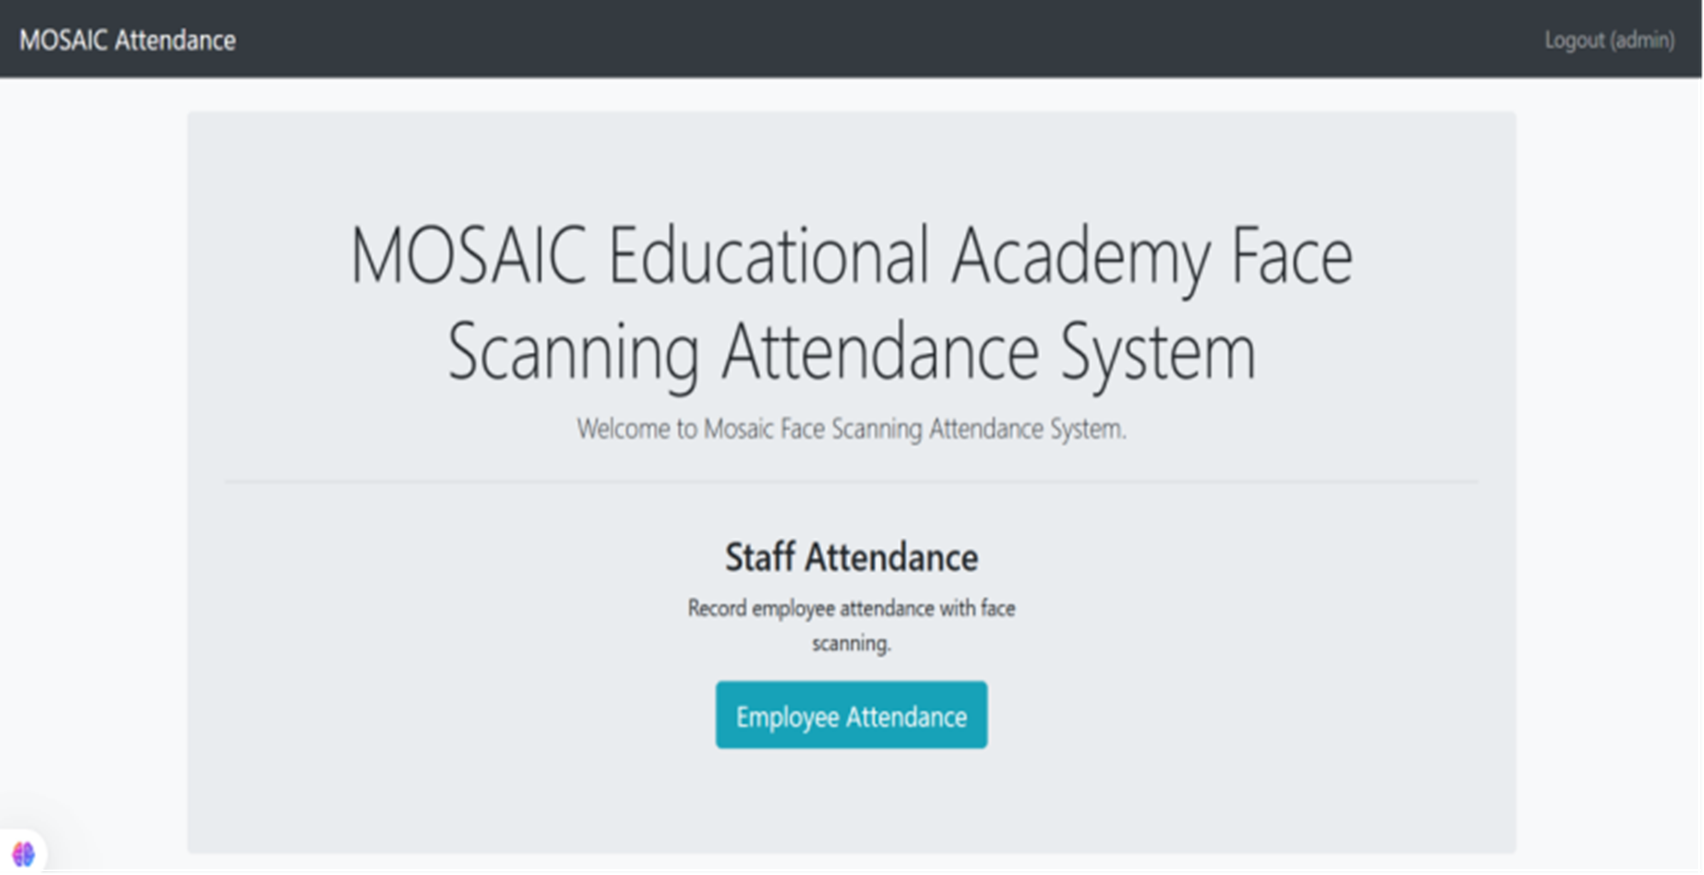 MOSAIC Attendance
Logout (admin)
MOSAIC Educational Academy Face
Scanning Attendance System
Welcome to Mosaic Face Scanning Attendance System.
Staff Attendance
Record employee attendance with face
scanning.
Employee Attendance